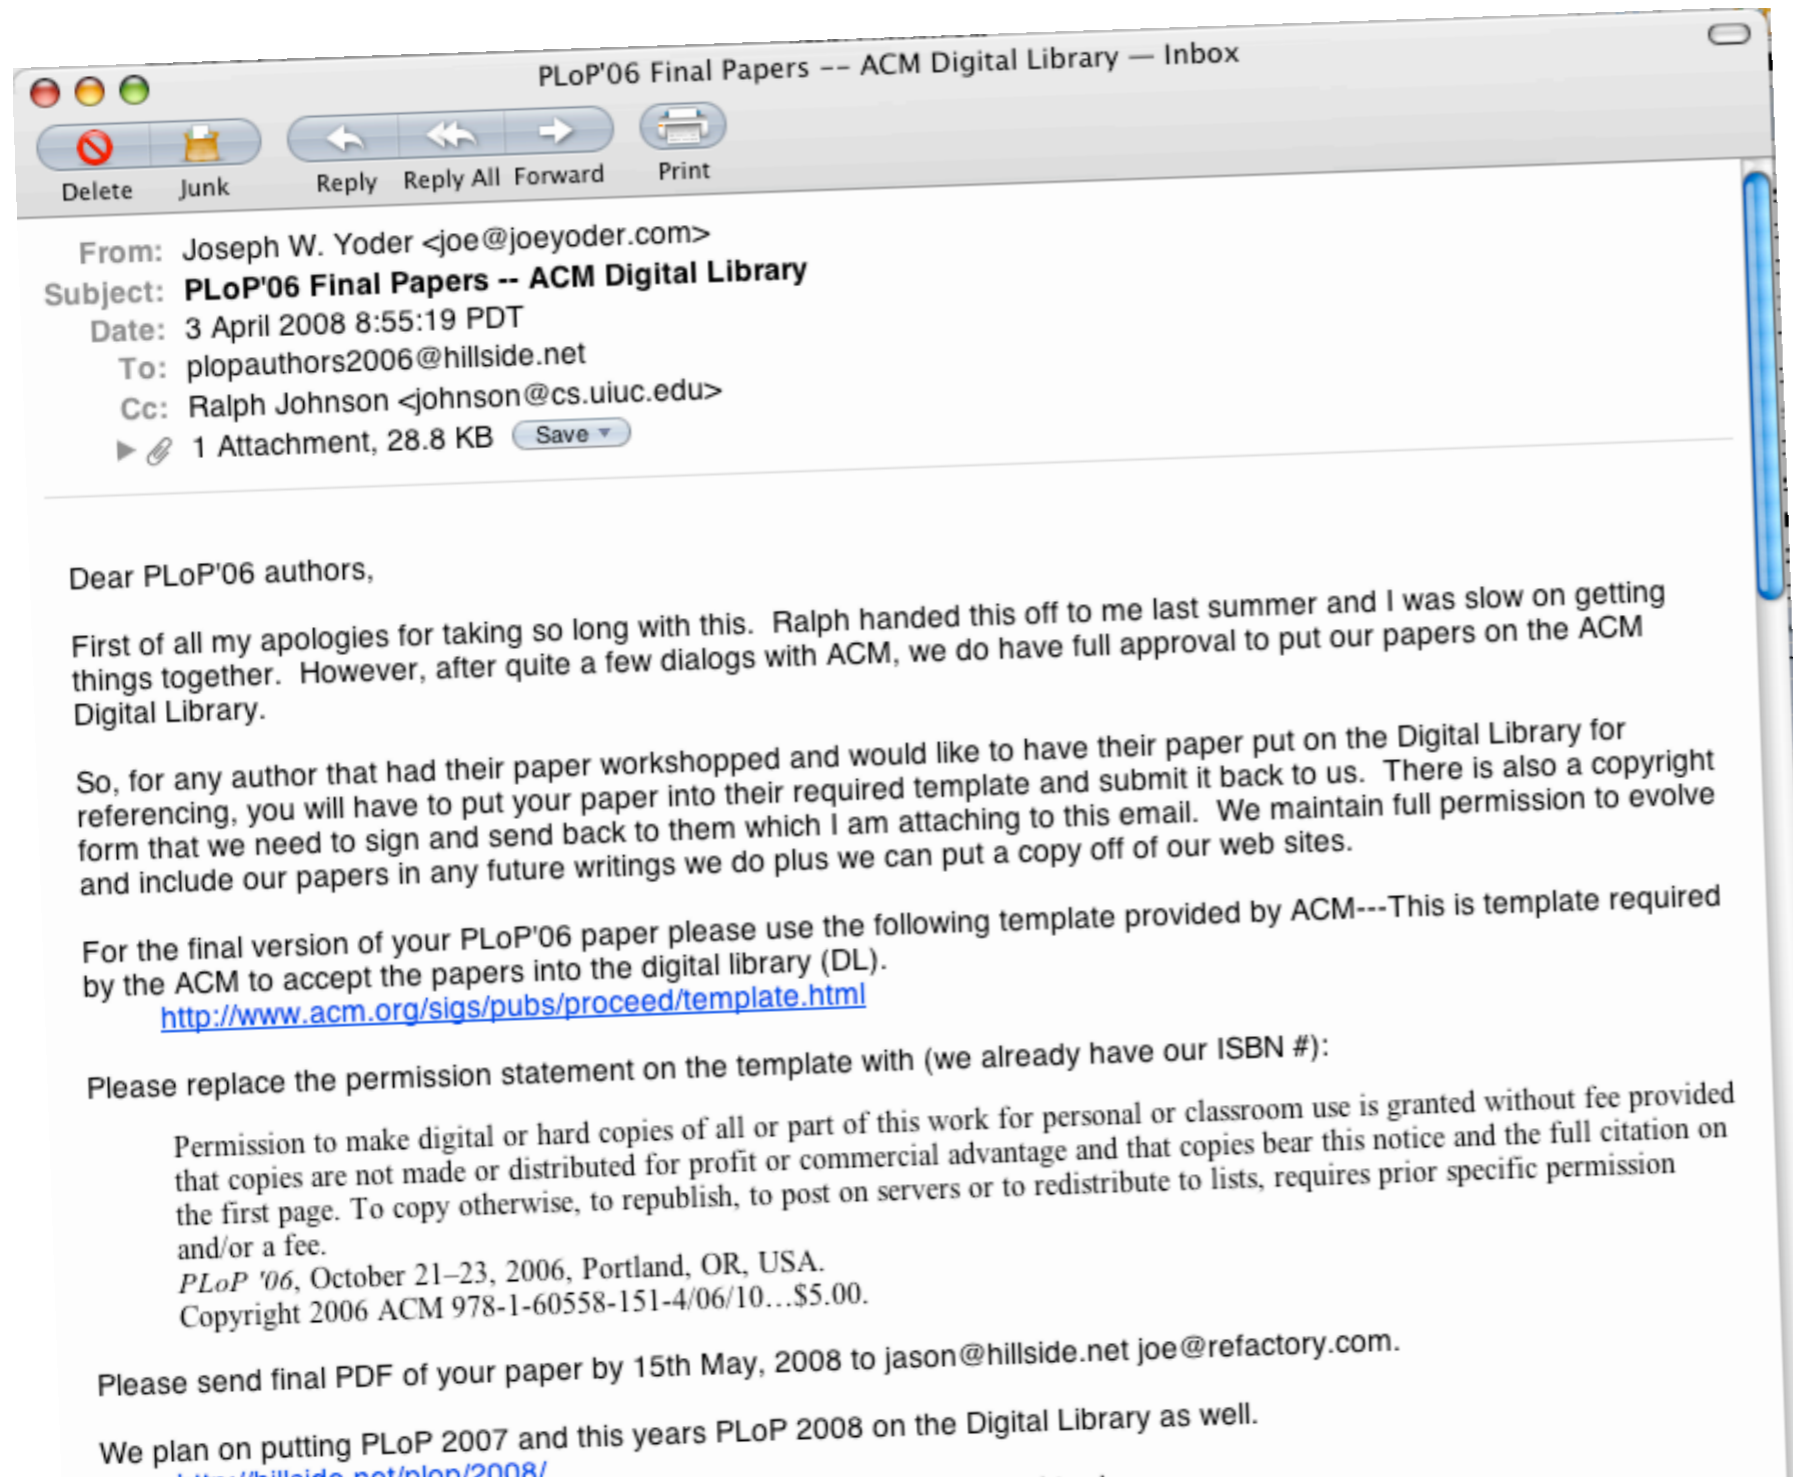 PLoP'06 Final Papers -- ACM Digital Library — Inbox
Delete Junk Reply Reply All Forward Print
From: Joseph W. Yoder <joe@joeyoder.com>
Subject: PLoP'06 Final Papers -- ACM Digital Library
Date: 3 April 2008 8:55:19 PDT
To: plopauthors2006@hillside.net
Cc: Ralph Johnson <johnson@cs.uiuc.edu>
1 Attachment, 28.8 KB Save
Dear PLoP'06 authors,
First of all my apologies for taking so long with this. Ralph handed this off to me last summer and I was slow on getting
things together. However, after quite a few dialogs with ACM, we do have full approval to put our papers on the ACM
Digital Library.
So, for any author that had their paper workshopped and would like to have their paper put on the Digital Library for
referencing, you will have to put your paper into their required template and submit it back to us. There is also a copyright
form that we need to sign and send back to them which I am attaching to this email. We maintain full permission to evolve
and include our papers in any future writings we do plus we can put a copy off of our web sites.
For the final version of your PLoP'06 paper please use the following template provided by ACM---This is template required
by the ACM to accept the papers into the digital library (DL).
http://www.acm.org/sigs/pubs/proceed/template.html
Please replace the permission statement on the template with (we already have our ISBN #):
Permission to make digital or hard copies of all or part of this work for personal or classroom use is granted without fee provided
that copies are not made or distributed for profit or commercial advantage and that copies bear this notice and the full citation on
the first page. To copy otherwise, to republish, to post on servers or to redistribute to lists, requires prior specific permission
and/or a fee.
PLoP '06, October 21–23, 2006, Portland, OR, USA.
Copyright 2006 ACM 978-1-60558-151-4/06/10…$5.00.
Please send final PDF of your paper by 15th May, 2008 to jason@hillside.net joe@refactory.com.
We plan on putting PLoP 2007 and this years PLoP 2008 on the Digital Library as well.
http://hillside.net/plop/2008/